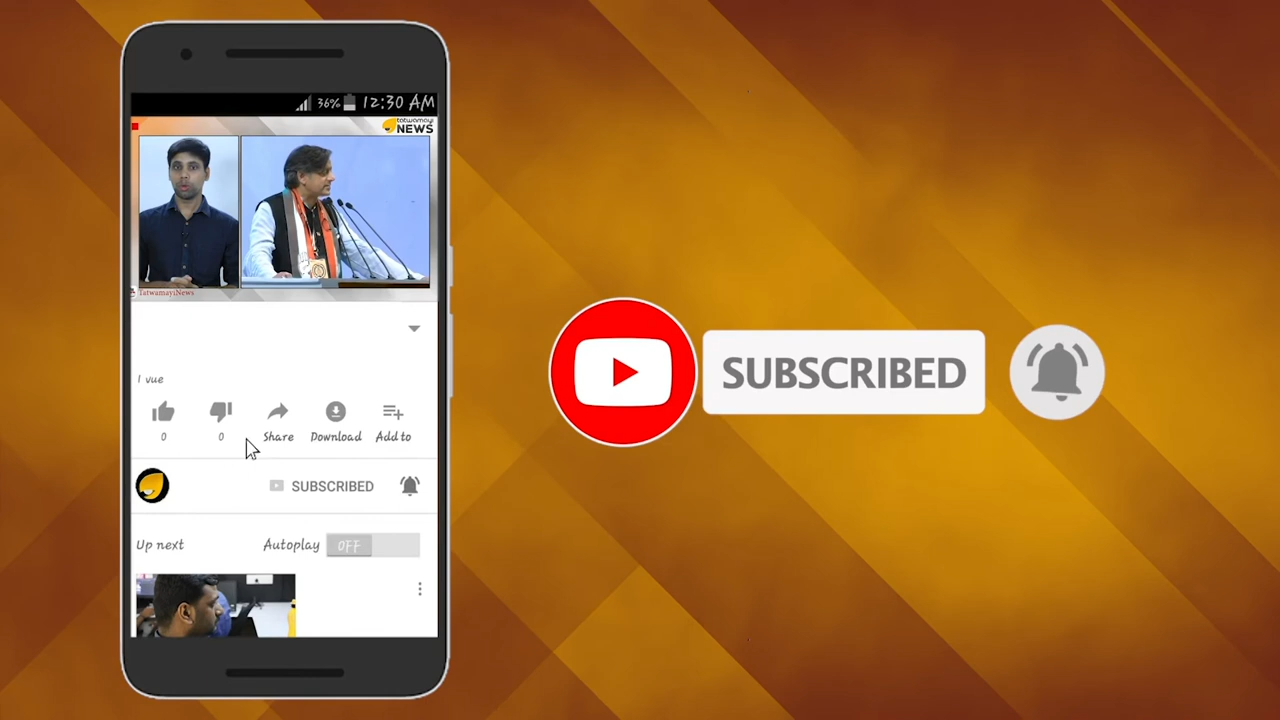 36% 12:30 AM
tatwamayi
NEWS
TatwamayiNews
1 vue
0 0 Share Download Add to
SUBSCRIBED
Up next Autoplay OFF
SUBSCRIBED